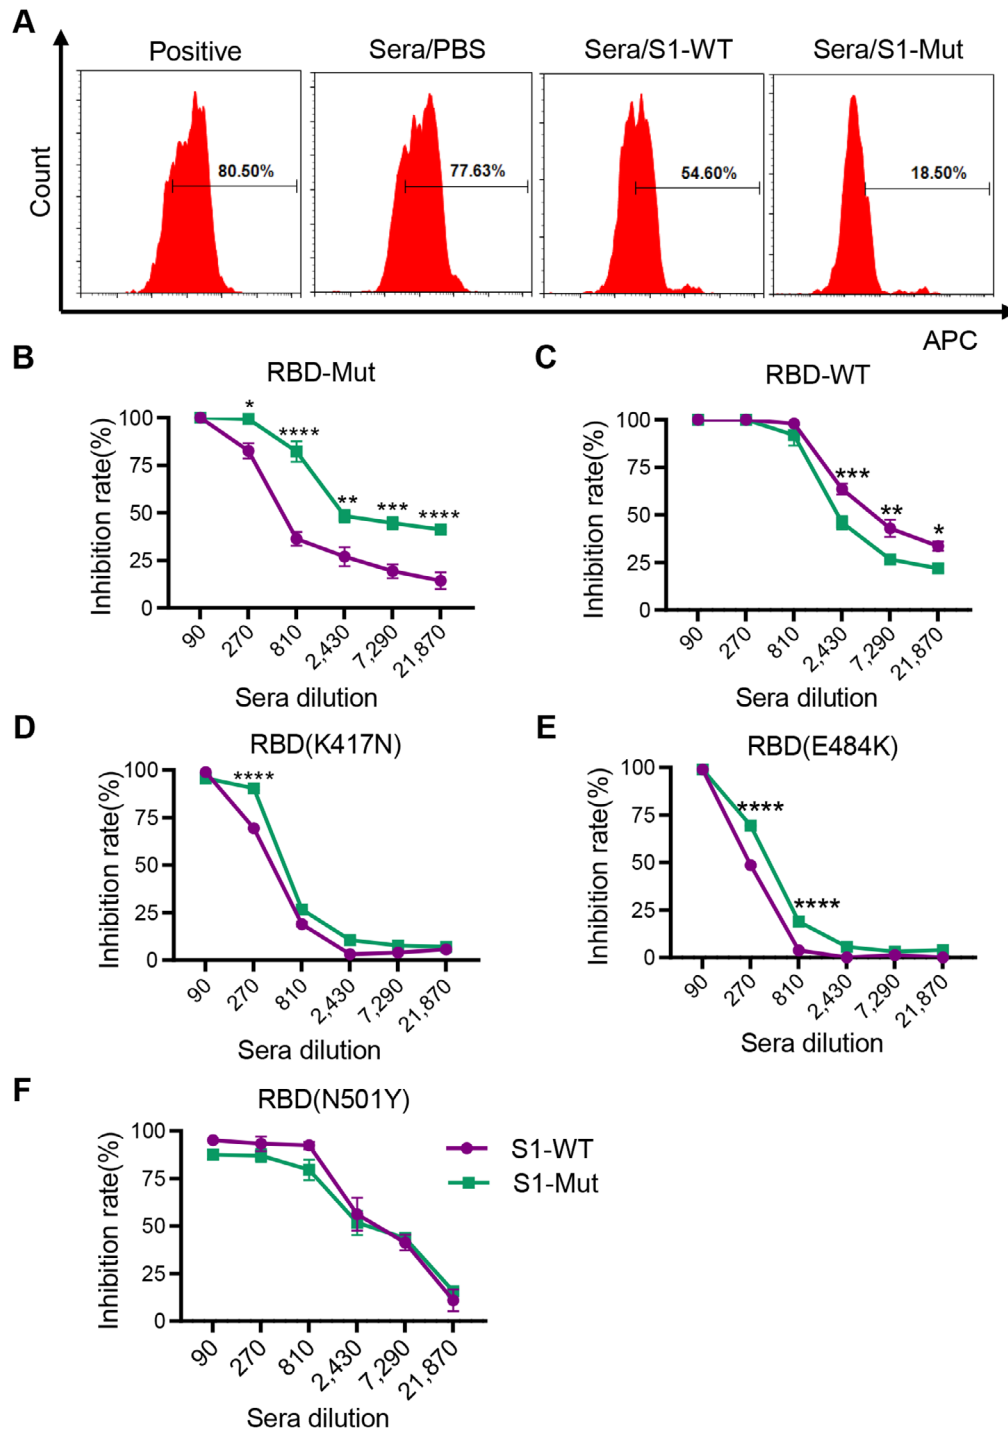 A
Positive
Sera/PBS
Sera/S1-WT
Sera/S1-Mut
Count
80.50%
77.63%
54.60%
18.50%
APC
B
RBD-Mut
Inhibition rate(%)
100
75
50
25
0
*
****
**
***
****
90
270
810
2,430
7,290
21,870
Sera dilution
C
RBD-WT
Inhibition rate(%)
100
75
50
25
0
***
**
*
90
270
810
2,430
7,290
21,870
Sera dilution
D
RBD(K417N)
Inhibition rate(%)
100
75
50
25
0
****
90
270
810
2,430
7,290
21,870
Sera dilution
E
RBD(E484K)
Inhibition rate(%)
100
75
50
25
0
****
****
90
270
810
2,430
7,290
21,870
Sera dilution
F
RBD(N501Y)
Inhibition rate(%)
100
75
50
25
0
90
270
810
2,430
7,290
21,870
Sera dilution
S1-WT
S1-Mut